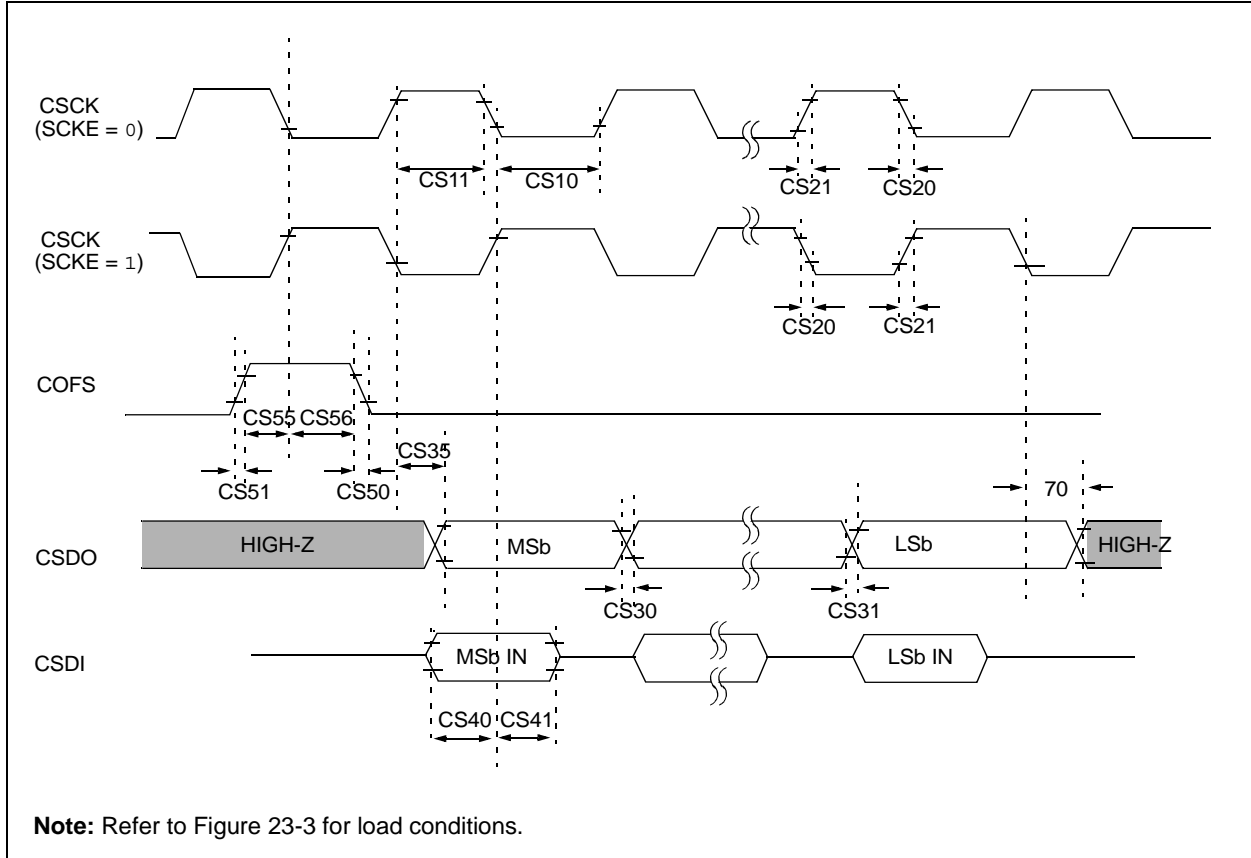 CSCK
(SCKE = 0)
CS11
CS10
CS21
CS20
CSCK
(SCKE = 1)
CS20
CS21
COFS
CS55
CS56
CS35
CS51
CS50
70
CSDO
HIGH-Z
MSb
LSb
HIGH-Z
CS30
CS31
CSDI
MSb IN
LSb IN
CS40
CS41
Note: Refer to Figure 23-3 for load conditions.